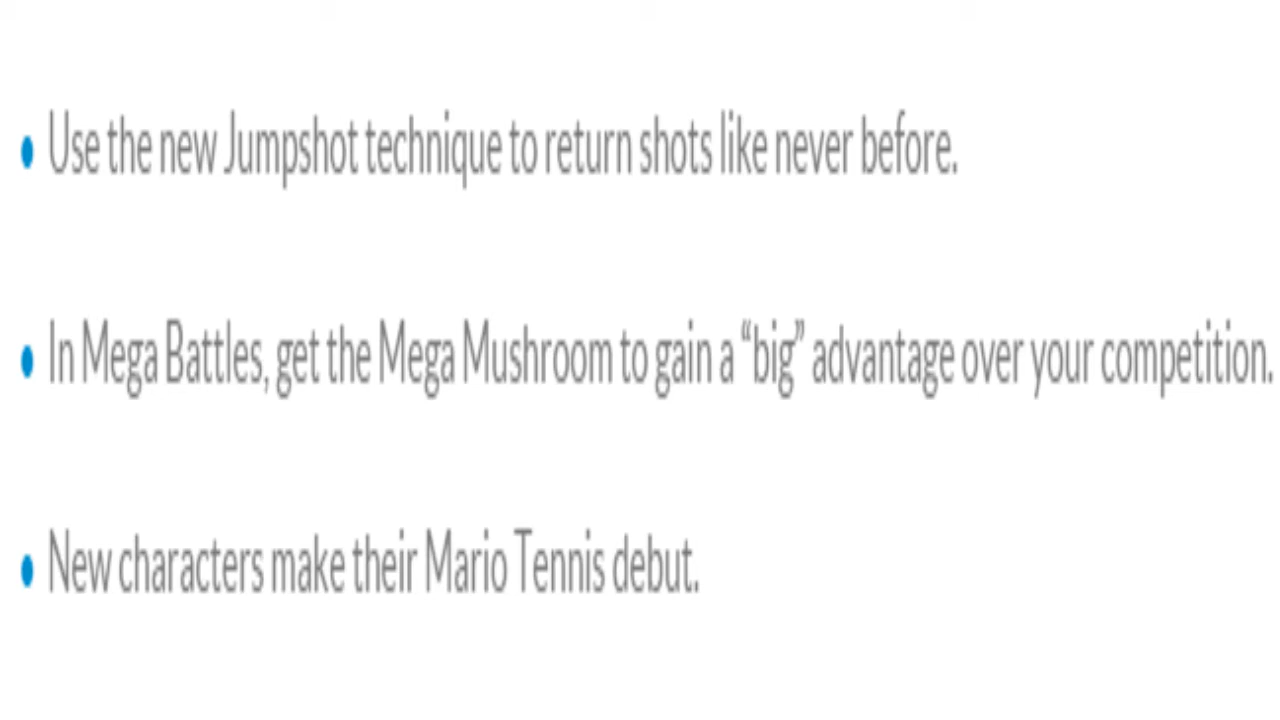 • Use the new Jumpshot technique to return shots like never before.
• In Mega Battles, get the Mega Mushroom to gain a “big” advantage over your competition.
• New characters make their Mario Tennis debut.